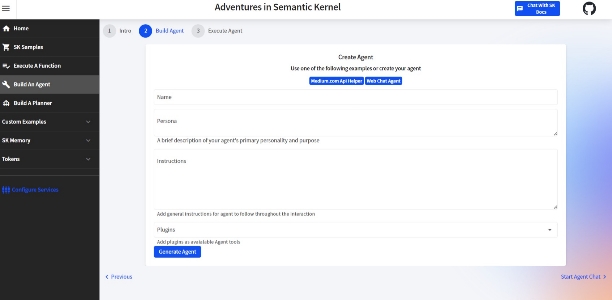 Adventures in Semantic Kernel
Chat With SK
Docs
Home
SK Samples
Execute A Function
Build An Agent
Build A Planner
Custom Examples
SK Memory
Tokens
Configure Services
1 Intro 2 Build Agent 3 Execute Agent
Create Agent
Use one of the following examples or create your agent
Medium.com Api Helper Web Chat Agent
Name
Persona
A brief description of your agent's primary personality and purpose
Instructions
Add general instructions for agent to follow throughout the interaction
Plugins
Add plugins as avalatable Agent tools
Generate Agent
Previous Start Agent Chat